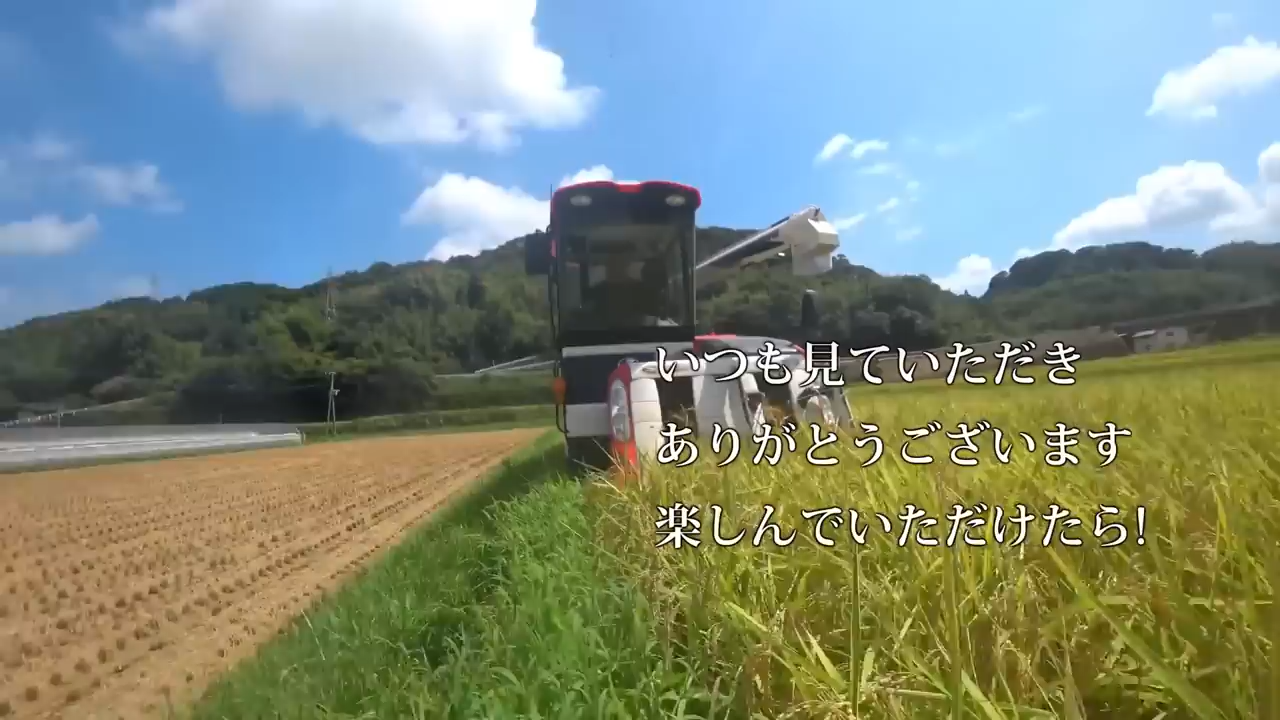 いつも見ていただき
ありがとうございます
楽しんでいただけたら!